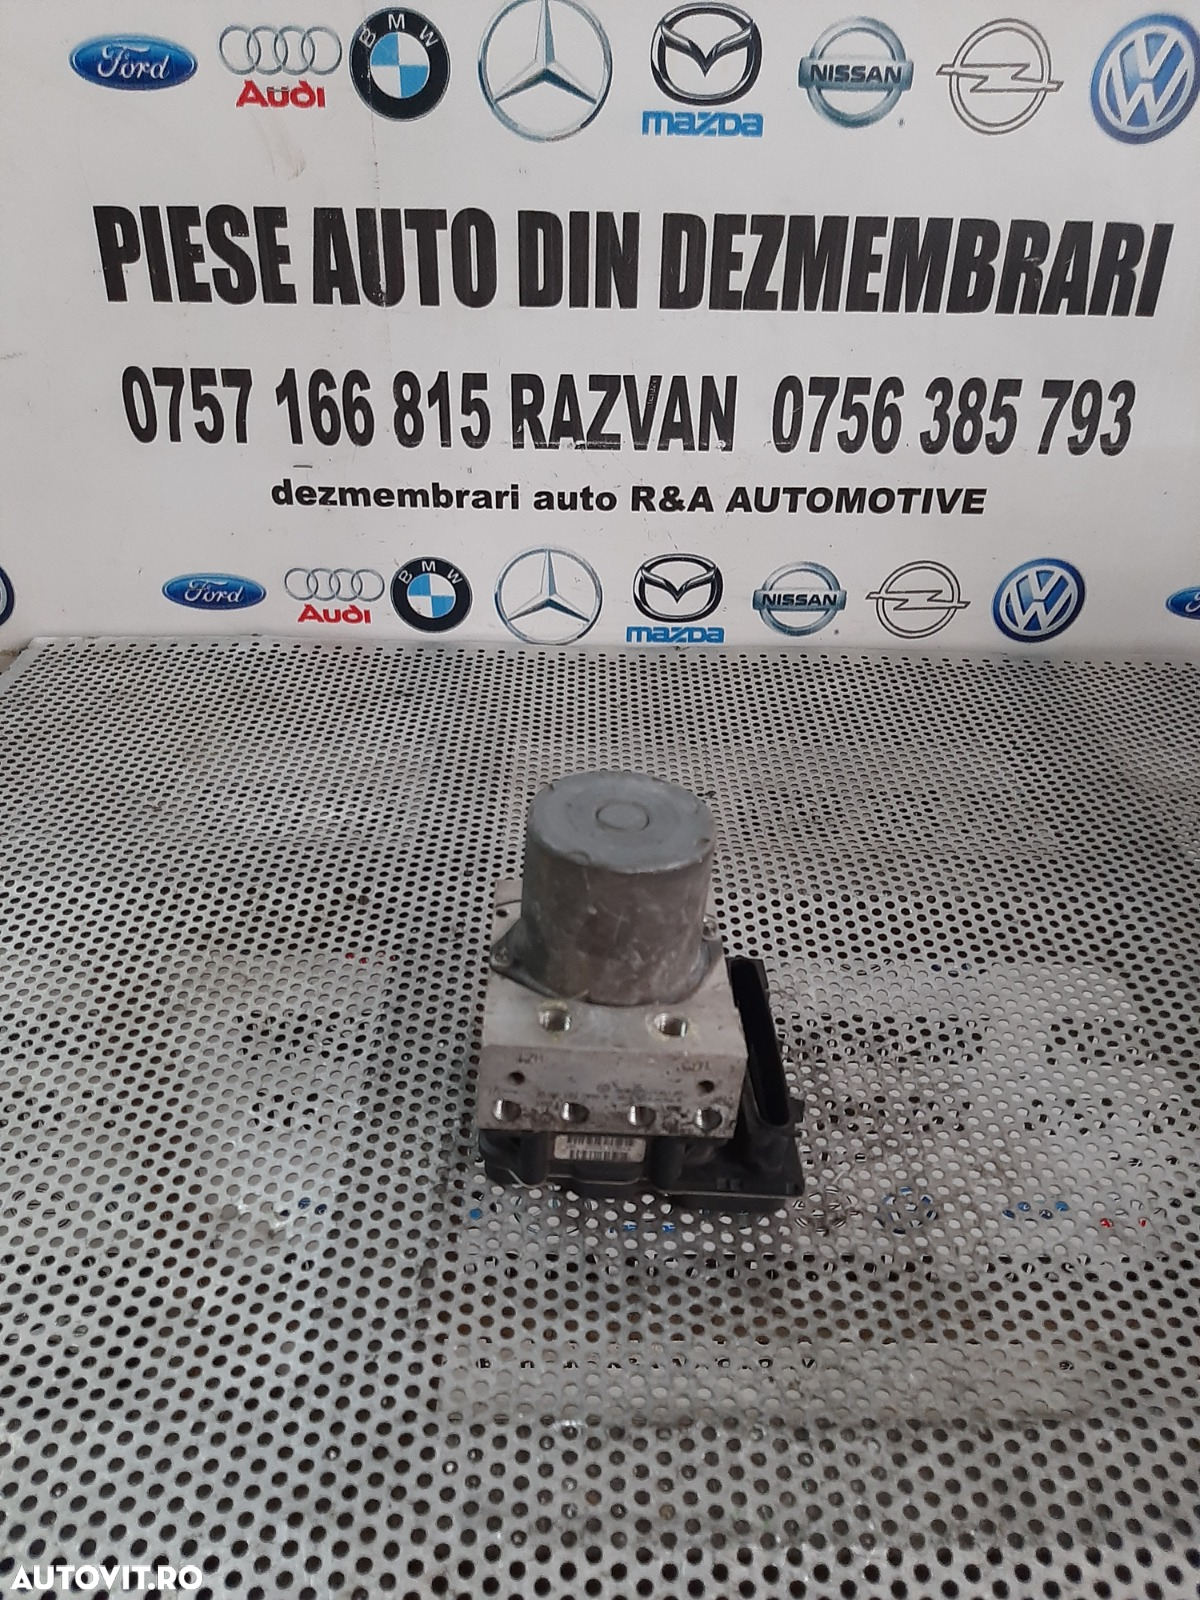 Ford Audi BMW mazda NISSAN
PIESE AUTO DIN DEZMEMBRARI
0757 166 815 RAZVAN 0756 385 793
dezmembrari auto R&A AUTOMOTIVE
Ford Audi BMW mazda NISSAN Ford
AUTOVIT.RO